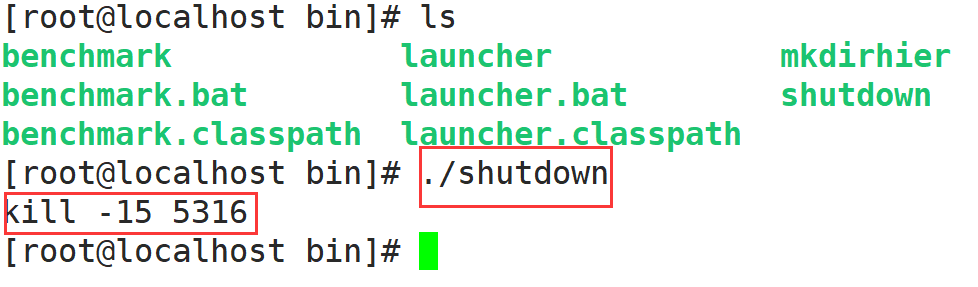 [root@localhost bin]# ls
benchmark launcher mkdirhier
benchmark.bat launcher.bat shutdown
benchmark.classpath launcher.classpath
[root@localhost bin]# ./shutdown
kill -15 5316
[root@localhost bin]#